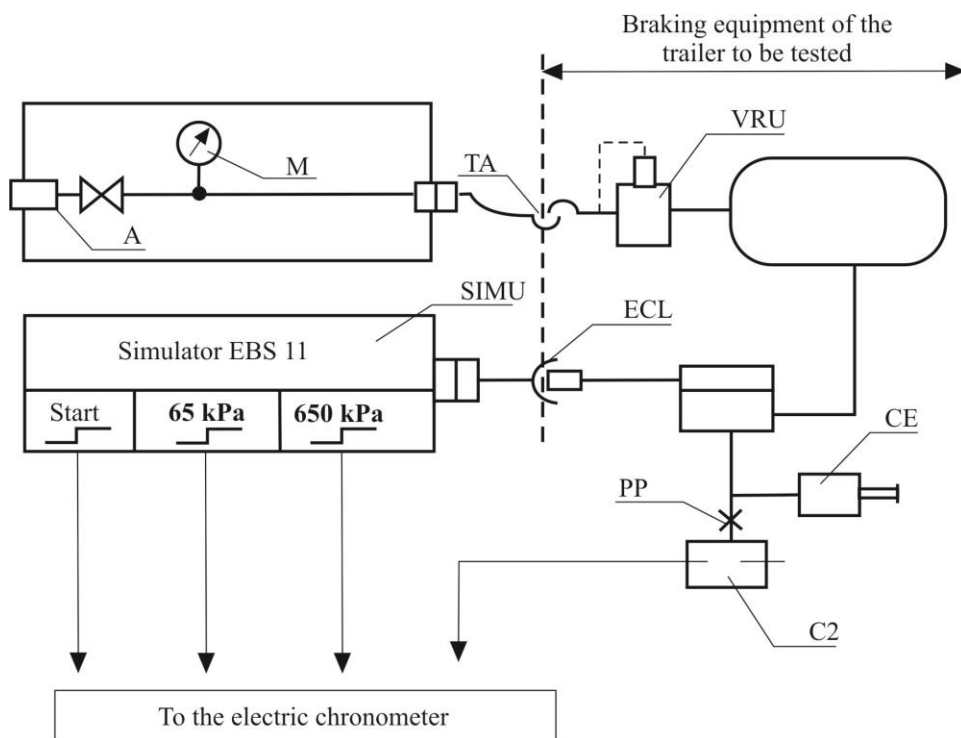 Braking equipment of the
trailer to be tested
VRU
TA
M
A
SIMU
ECL
Simulator EBS 11
Start
65 kPa
650 kPa
CE
PP
C2
To the electric chronometer